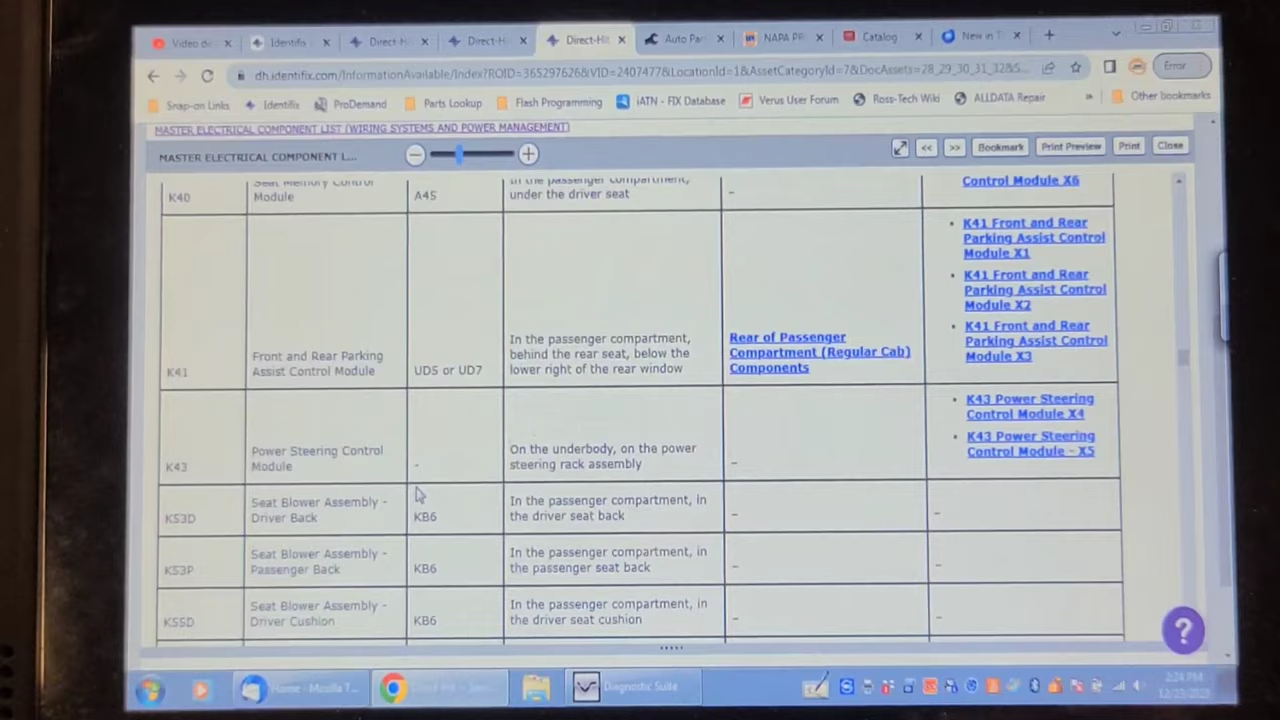 Video di
Identifix
Direct-Hi
Direct-Hi
Direct-Hit
Auto Par
NAPA PR
Catalog
New in T
dh.identifix.com/InformationAvailable/Index?ROID=365297626&VID=2407477&LocationId=1&AssetCategoryId=7&DocAssets=28_29_30_31_32&5...
Error
Snap-on Links
Identifix
ProDemand
Parts Lookup
Flash Programming
iATN - FIX Database
Verus User Forum
Ross-Tech Wiki
ALLDATA Repair
»
Other bookmarks
MASTER ELECTRICAL COMPONENT LIST (WIRING SYSTEMS AND POWER MANAGEMENT)
MASTER ELECTRICAL COMPONENT L...
<<
>>
Bookmark
Print Preview
Print
Close
K40
Seat Memory Control
Module
A45
In the passenger compartment,
under the driver seat
-
Control Module X6
K41
Front and Rear Parking
Assist Control Module
UD5 or UD7
In the passenger compartment,
behind the rear seat, below the
lower right of the rear window
Rear of Passenger
Compartment (Regular Cab)
Components
• K41 Front and Rear
Parking Assist Control
Module X1
• K41 Front and Rear
Parking Assist Control
Module X2
• K41 Front and Rear
Parking Assist Control
Module X3
K43
Power Steering Control
Module
-
On the underbody, on the power
steering rack assembly
-
• K43 Power Steering
Control Module X4
• K43 Power Steering
Control Module - X5
K53D
Seat Blower Assembly -
Driver Back
KB6
In the passenger compartment, in
the driver seat back
-
-
K53P
Seat Blower Assembly -
Passenger Back
KB6
In the passenger compartment, in
the passenger seat back
-
-
K55D
Seat Blower Assembly -
Driver Cushion
KB6
In the passenger compartment, in
the driver seat cushion
-
-
?
Home - Mozilla T...
Diagnostic Suite
2:24 PM